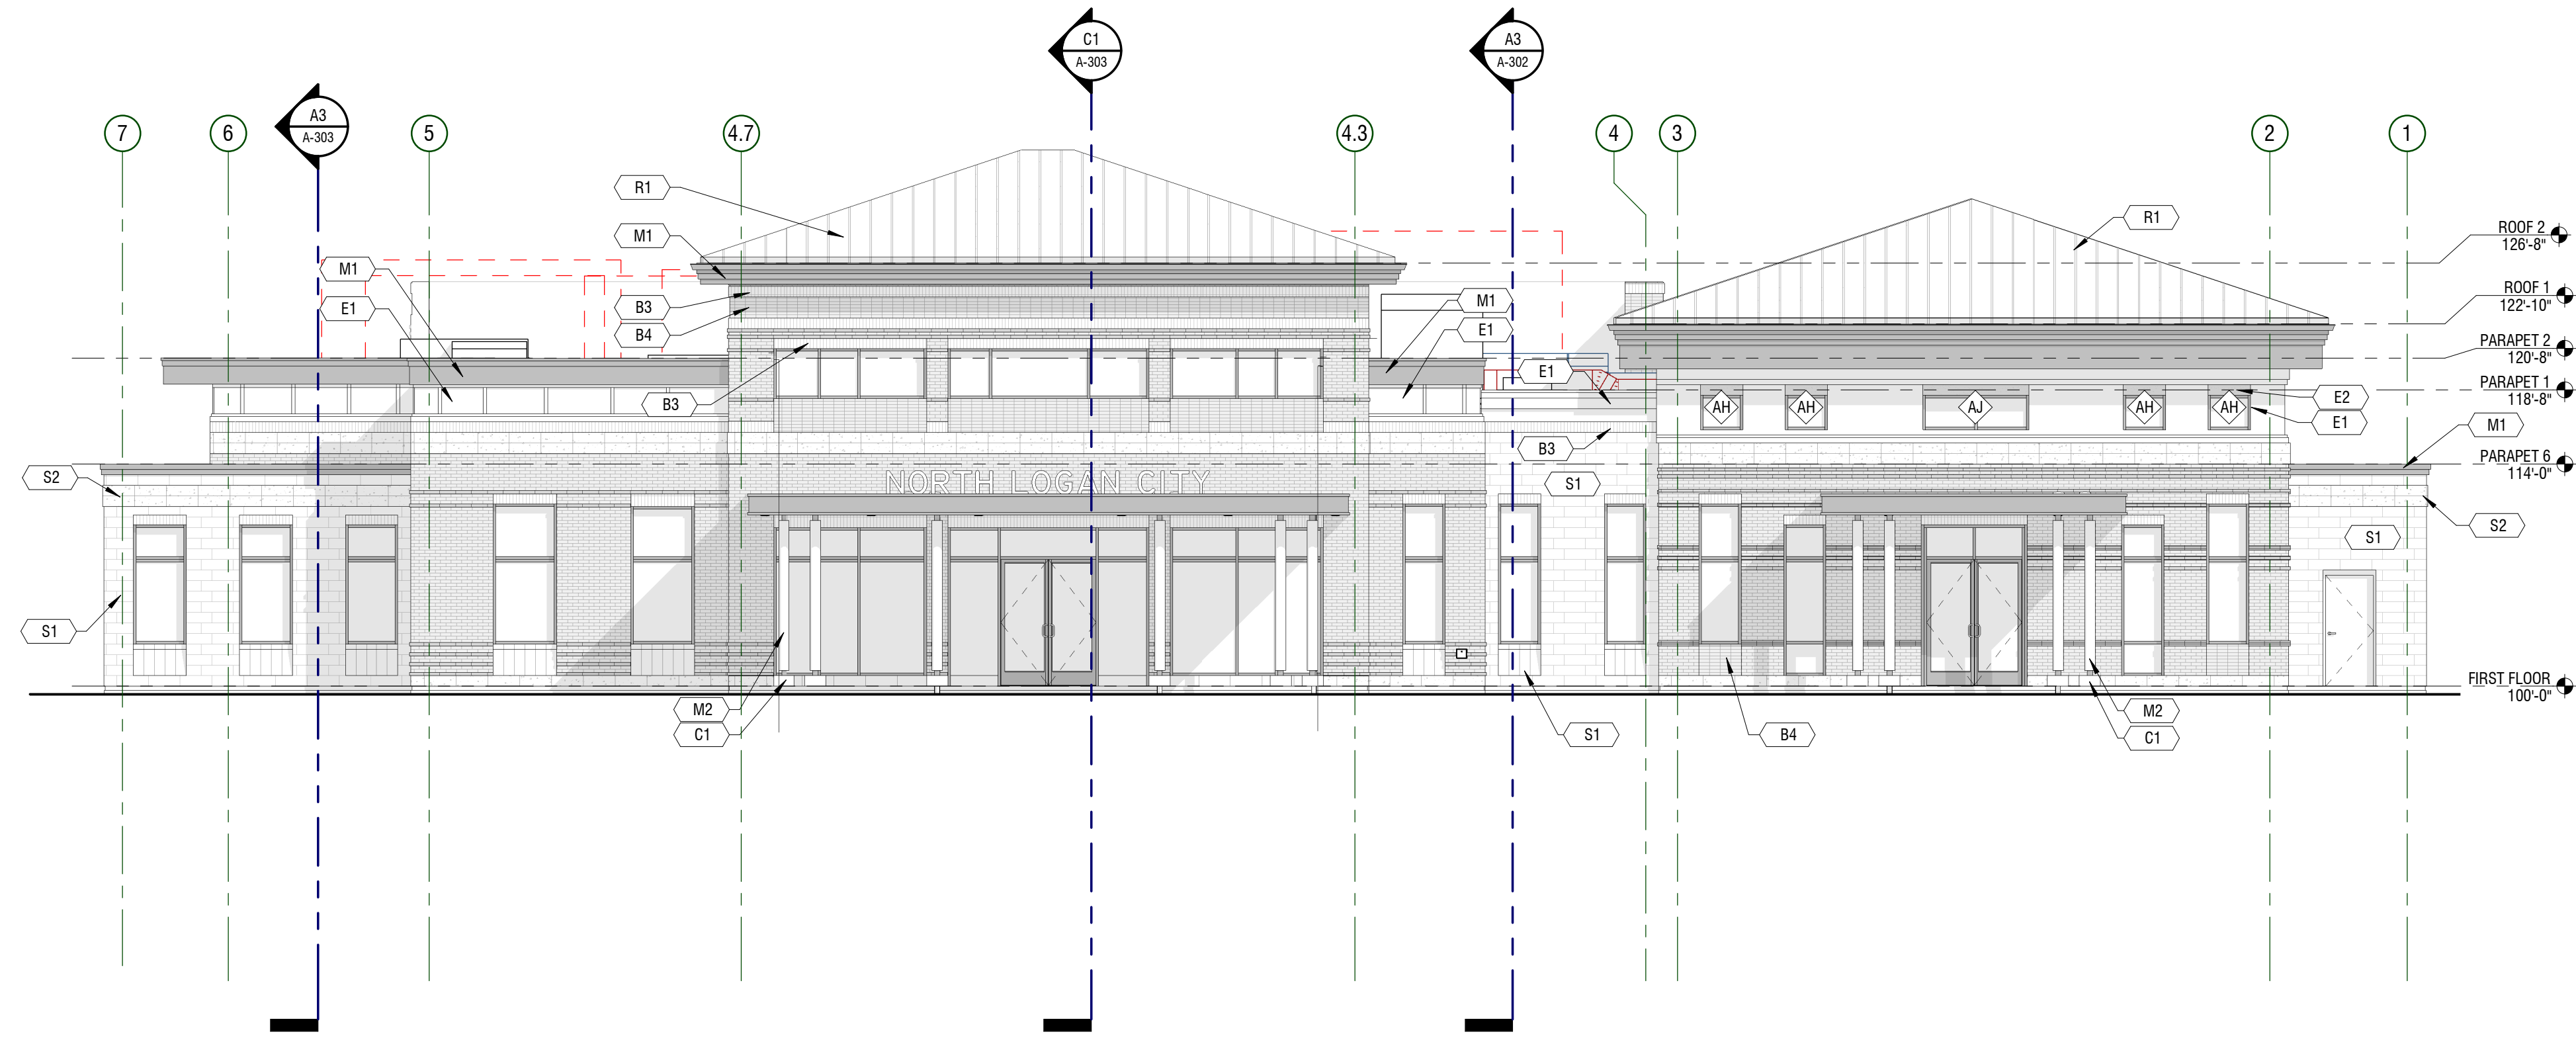 C1
A-303
A3
A-302
A3
A-303
7
6
5
4.7
4.3
4
3
2
1
R1
R1
M1
ROOF 2
126'-8"
M1
E1
ROOF 1
122'-10"
B3
M1
B4
E1
PARAPET 2
120'-8"
E1
PARAPET 1
118'-8"
B3
AH
AH
AJ
AH
AH
E2
E1
M1
B3
PARAPET 6
114'-0"
S2
NORTH LOGAN CITY
S1
S2
S1
S1
FIRST FLOOR
100'-0"
M2
M2
C1
S1
B4
C1